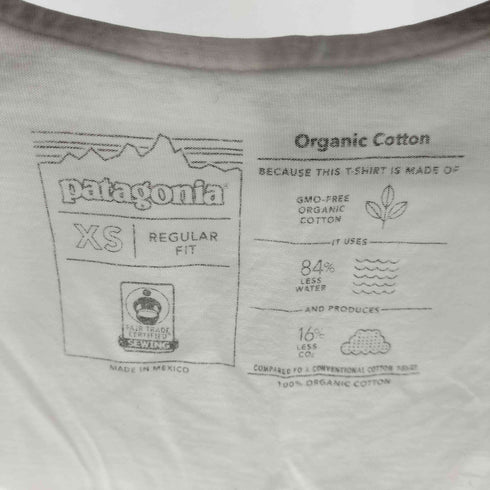 patagonia®
XS
REGULAR
FIT
FAIR TRADE
CERTIFIED
SEWING
MADE IN MEXICO
Organic Cotton
BECAUSE THIS T-SHIRT IS MADE OF
GMO-FREE
ORGANIC
COTTON
IT USES
84%
LESS
WATER
AND PRODUCES
16%
LESS
CO₂
COMPARED TO A CONVENTIONAL COTTON T-SHIRT
100% ORGANIC COTTON